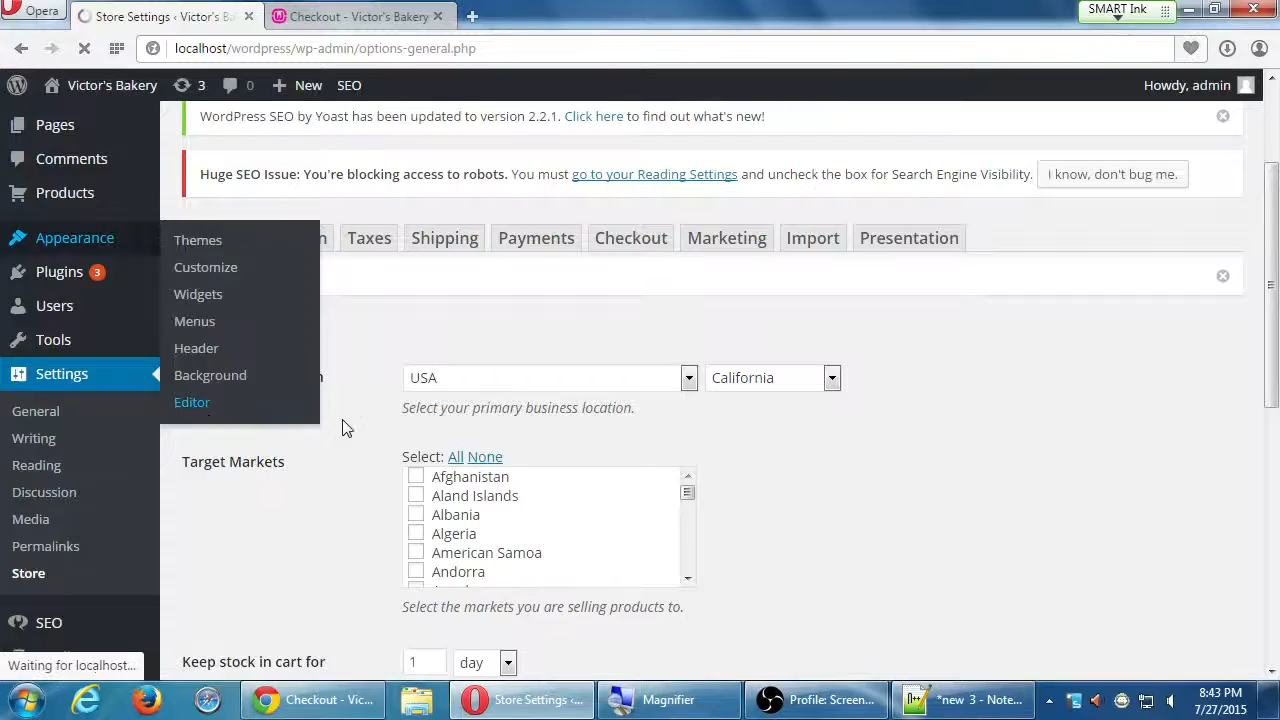 Opera
Store Settings ‹ Victor's Ba
Checkout - Victor's Bakery
SMART Ink
localhost/wordpress/wp-admin/options-general.php
Victor's Bakery
3
0
New
SEO
Howdy, admin
Pages
Comments
Products
Appearance
Plugins 3
Users
Tools
Settings
General
Writing
Reading
Discussion
Media
Permalinks
Store
SEO
Themes
Customize
Widgets
Menus
Header
Background
Editor
WordPress SEO by Yoast has been updated to version 2.2.1. Click here to find out what's new!
Huge SEO Issue: You're blocking access to robots. You must go to your Reading Settings and uncheck the box for Search Engine Visibility.
I know, don't bug me.
Taxes
Shipping
Payments
Checkout
Marketing
Import
Presentation
USA
California
Select your primary business location.
Target Markets
Select: All None
Afghanistan
Aland Islands
Albania
Algeria
American Samoa
Andorra
Select the markets you are selling products to.
Keep stock in cart for
1
day
Waiting for localhost...
Checkout - Vic...
Store Settings ‹...
Magnifier
Profile: Screen...
*new 3 - Note...
8:43 PM
7/27/2015